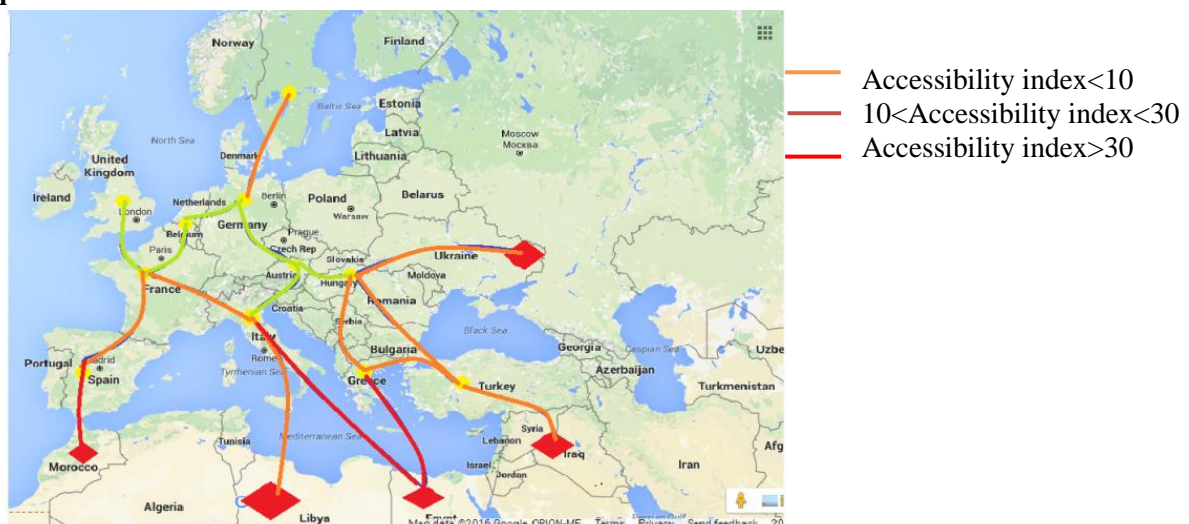 Norway
Finland
Baltic Sea
Estonia
Latvia
Moscow
Москва
North Sea
Denmark
Lithuania
United
Kingdom
Ireland
Netherlands
Berlin
Poland
Belarus
London
Warsaw
Belgium
Germany
Prague
Paris
Czech Rep
Ukraine
Slovakia
Austria
Moldova
Hungary
France
Romania
Croatia
Serbia
Italy
Black Sea
Bulgaria
Georgia
Caspian Sea
Uzbe
Portugal
Madrid
Rome
Azerbaijan
Spain
Tyrrhenian Sea
Greece
Turkey
Turkmenistan
Syria
Tunisia
Mediterranean Sea
Lebanon
Iraq
Afg
Morocco
Israel
Iran
Jordan
Algeria
Libya
Egypt
Persian Gulf
Map data ©2016 Google, ORION-ME Terms Privacy Send feedback
Accessibility index<10
10<Accessibility index<30
Accessibility index>30